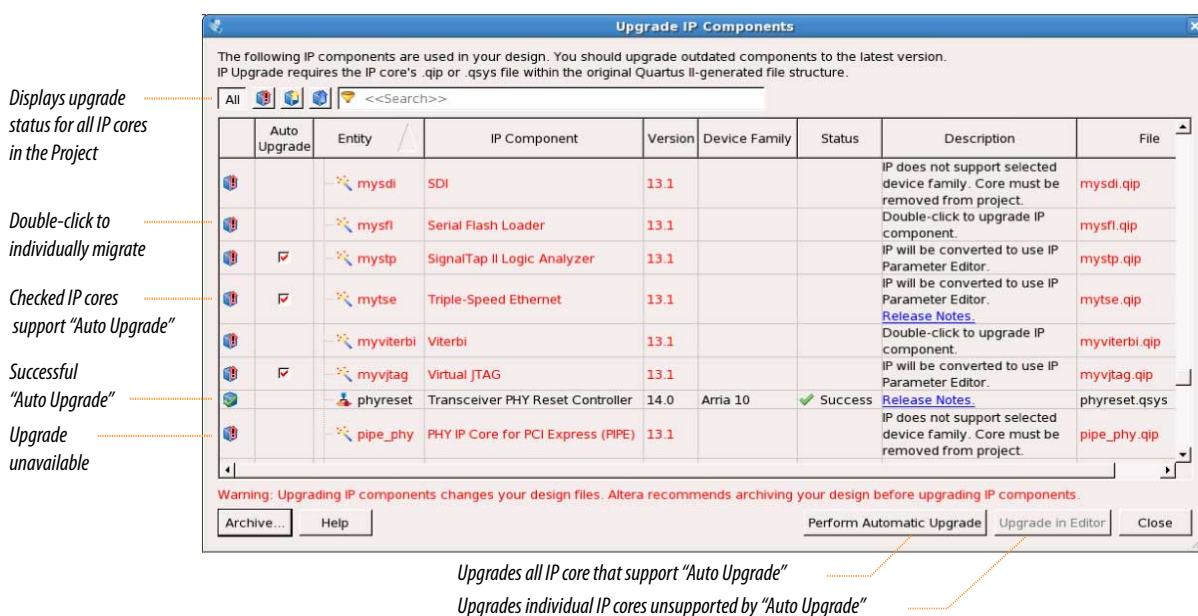 Upgrade IP Components
The following IP components are used in your design. You should upgrade outdated components to the latest version.
IP Upgrade requires the IP core's .qip or .qsys file within the original Quartus II-generated file structure.
Displays upgrade
status for all IP cores
in the Project
All <<Search>>
Auto Upgrade Entity IP Component Version Device Family Status Description File
mysdi SDI 13.1 IP does not support selected device family. Core must be removed from project. mysdi.qip
Double-click to
individually migrate
mysfl Serial Flash Loader 13.1 Double-click to upgrade IP component. mysfl.qip
mystp SignalTap II Logic Analyzer 13.1 IP will be converted to use IP Parameter Editor. mystp.qip
Checked IP cores
support “Auto Upgrade”
mytse Triple-Speed Ethernet 13.1 IP will be converted to use IP Parameter Editor. Release Notes. mytse.qip
myviterbi Viterbi 13.1 Double-click to upgrade IP component. myviterbi.qip
myvjtag Virtual JTAG 13.1 IP will be converted to use IP Parameter Editor. myvjtag.qip
Successful
“Auto Upgrade”
phyreset Transceiver PHY Reset Controller 14.0 Arria 10 Success Release Notes. phyreset.qsys
Upgrade
unavailable
pipe_phy PHY IP Core for PCI Express (PIPE) 13.1 IP does not support selected device family. Core must be removed from project. pipe_phy.qip
Warning: Upgrading IP components changes your design files. Altera recommends archiving your design before upgrading IP components.
Archive... Help Perform Automatic Upgrade Upgrade in Editor Close
Upgrades all IP core that support “Auto Upgrade”
Upgrades individual IP cores unsupported by “Auto Upgrade”